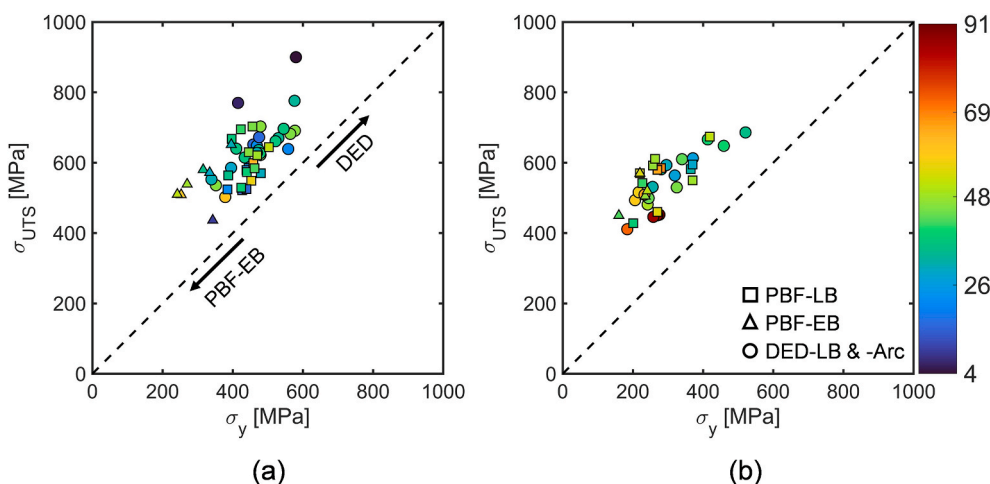 1000
800
600
400
200
0
σUTS [MPa]
DED
PBF-EB
0 200 400 600 800 1000
σy [MPa]
(a)
1000
800
600
400
200
0
σUTS [MPa]
PBF-LB
PBF-EB
DED-LB & -Arc
0 200 400 600 800 1000
σy [MPa]
(b)
91
69
48
26
4